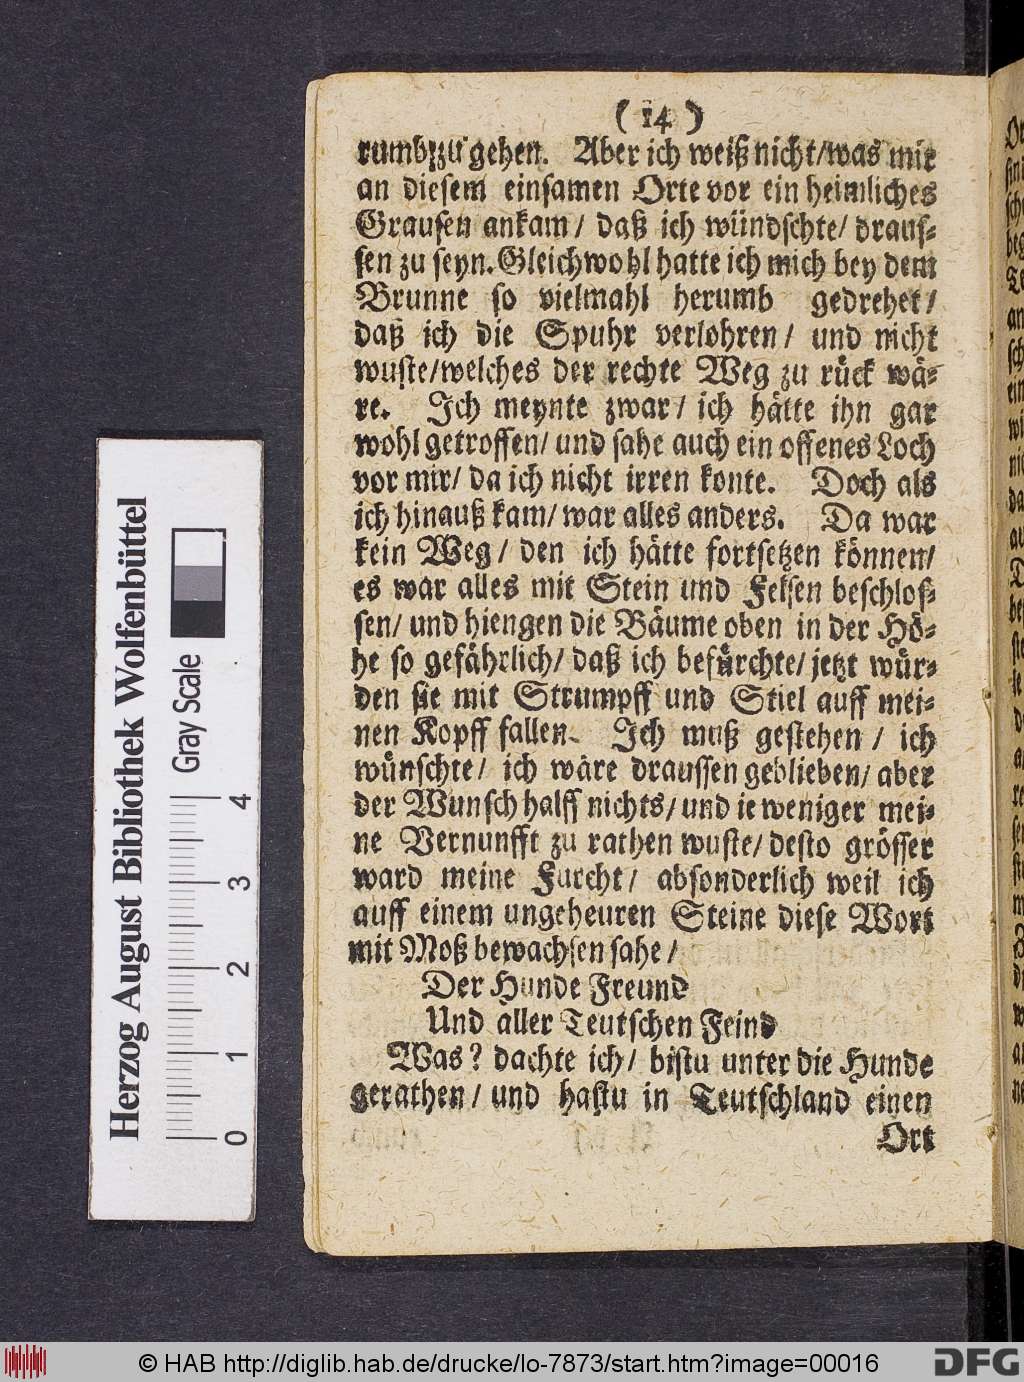 ( 14 )
rumb zu gehen. Aber ich weiß nicht/was mir
an diesem einsamen Orte vor ein heimliches
Grausen ankam/ daß ich wündschte/ draus-
sen zu seyn. Gleichwohl hatte ich mich bey dem
Brunne so vielmahl herumb gedrehet/
daß ich die Spuhr verlohren/ und nicht
wuste/welches der rechte Weg zu rück wä-
re. Ich meynte zwar/ ich hätte ihn gar
wohl getroffen/ und sahe auch ein offenes Loch
vor mir/ da ich nicht irren konte. Doch als
ich hinauß kam/ war alles anders. Da war
kein Weg/ den ich hätte fortsetzen können/
es war alles mit Stein und Felsen beschlos-
sen/ und hiengen die Bäume oben in der Hö-
he so gefährlich/ daß ich befürchte/ jetzt wür-
den sie mit Strumpff und Stiel auff mei-
nen Kopff fallen. Ich muß gestehen / ich
wünschte/ ich wäre draussen geblieben/ aber
der Wunsch halff nichts/ und ie weniger mei-
ne Vernunfft zu rathen wuste/ desto grösser
ward meine Furcht/ absonderlich weil ich
auff einem ungeheuren Steine diese Wort
mit Moß bewachsen sahe/
Der Hunde Freund
Und aller Teutschen Feind
Was? dachte ich/ bistu unter die Hunde
gerathen/ und hastu in Teutschland einen
Ort
Herzog August Bibliothek Wolfenbüttel
Gray Scale
0 1 2 3 4
© HAB http://diglib.hab.de/drucke/lo-7873/start.htm?image=00016
DFG